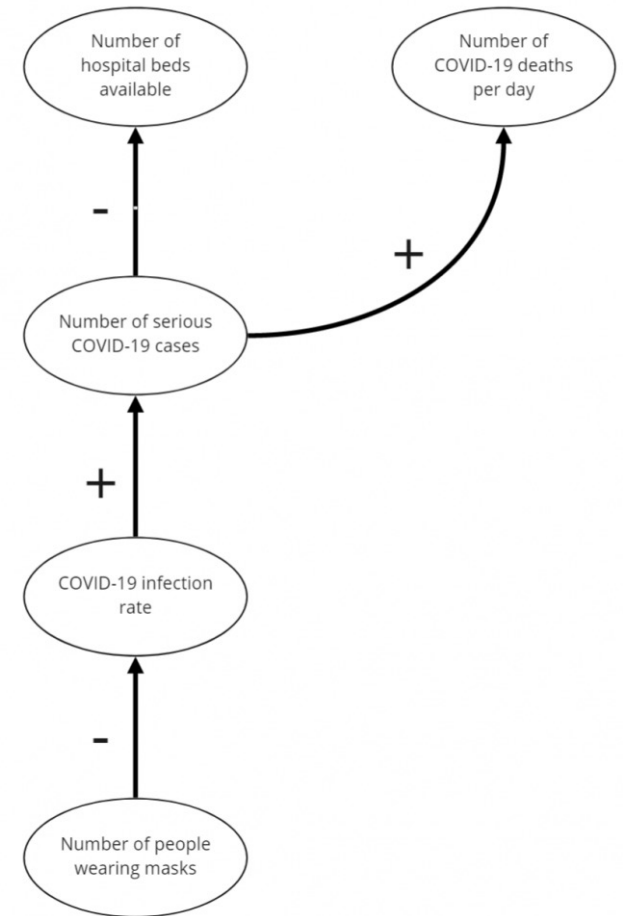 Number of
hospital beds
available
Number of
COVID-19 deaths
per day
-
+
Number of serious
COVID-19 cases
+
COVID-19 infection
rate
-
Number of people
wearing masks